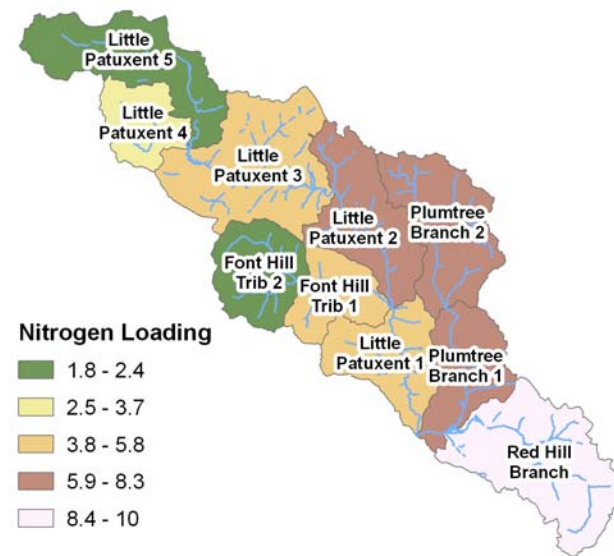 Little
Patuxent 5
Little
Patuxent 4
Little
Patuxent 3
Little
Patuxent 2
Plumtree
Branch 2
Font Hill
Trib 2
Font Hill
Trib 1
Little
Patuxent 1
Plumtree
Branch 1
Red Hill
Branch
Nitrogen Loading
1.8 - 2.4
2.5 - 3.7
3.8 - 5.8
5.9 - 8.3
8.4 - 10